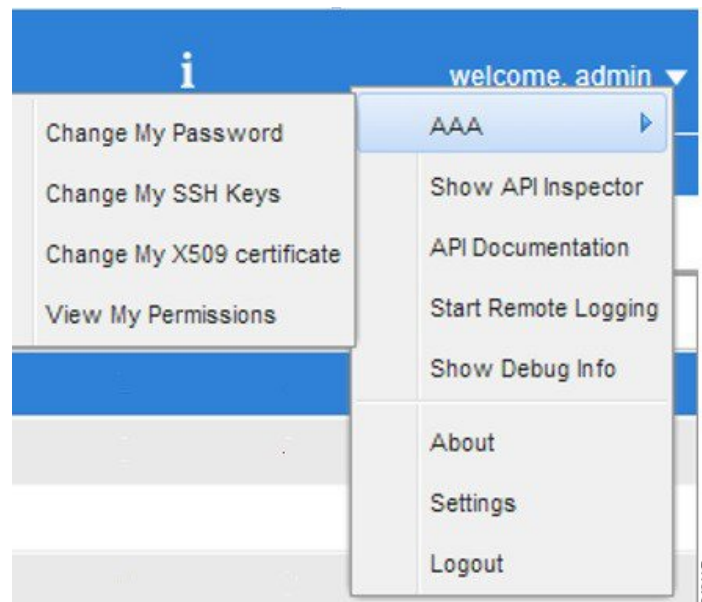 i
welcome, admin
AAA
Show API Inspector
API Documentation
Start Remote Logging
Show Debug Info
About
Settings
Logout
Change My Password
Change My SSH Keys
Change My X509 certificate
View My Permissions